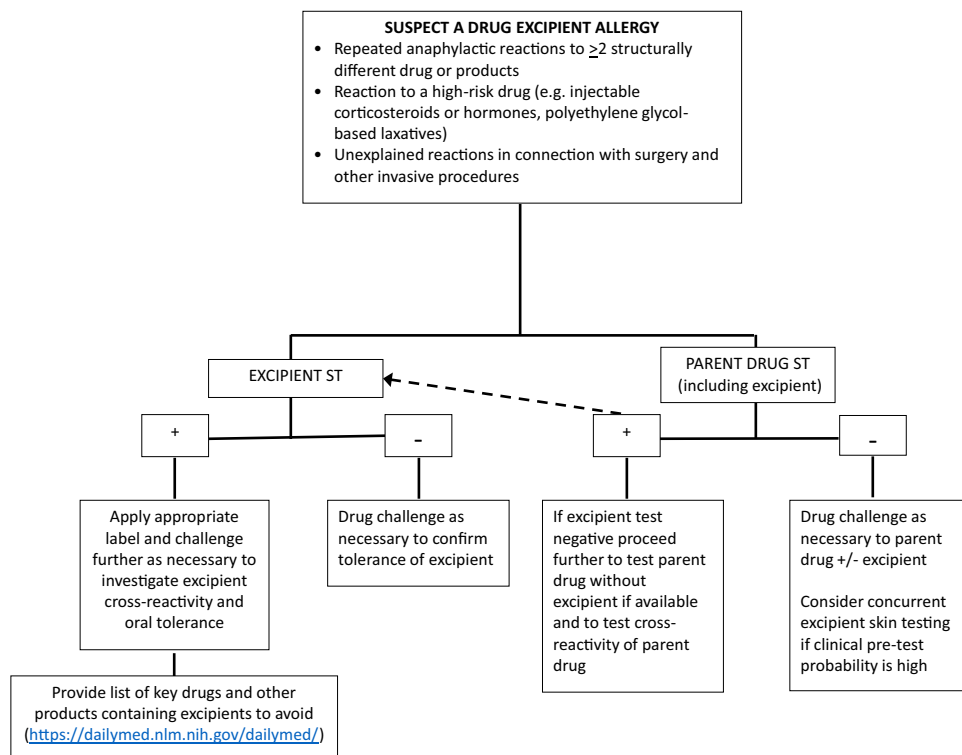 SUSPECT A DRUG EXCIPIENT ALLERGY
• Repeated anaphylactic reactions to ≥2 structurally
different drug or products
• Reaction to a high-risk drug (e.g. injectable
corticosteroids or hormones, polyethylene glycol-
based laxatives)
• Unexplained reactions in connection with surgery and
other invasive procedures
EXCIPIENT ST
PARENT DRUG ST
(including excipient)
+
-
+
-
Apply appropriate
label and challenge
further as necessary to
investigate excipient
cross-reactivity and
oral tolerance
Drug challenge as
necessary to confirm
tolerance of excipient
If excipient test
negative proceed
further to test parent
drug without
excipient if available
and to test cross-
reactivity of parent
drug
Drug challenge as
necessary to parent
drug +/- excipient
Consider concurrent
excipient skin testing
if clinical pre-test
probability is high
Provide list of key drugs and other
products containing excipients to avoid
(https://dailymed.nlm.nih.gov/dailymed/)